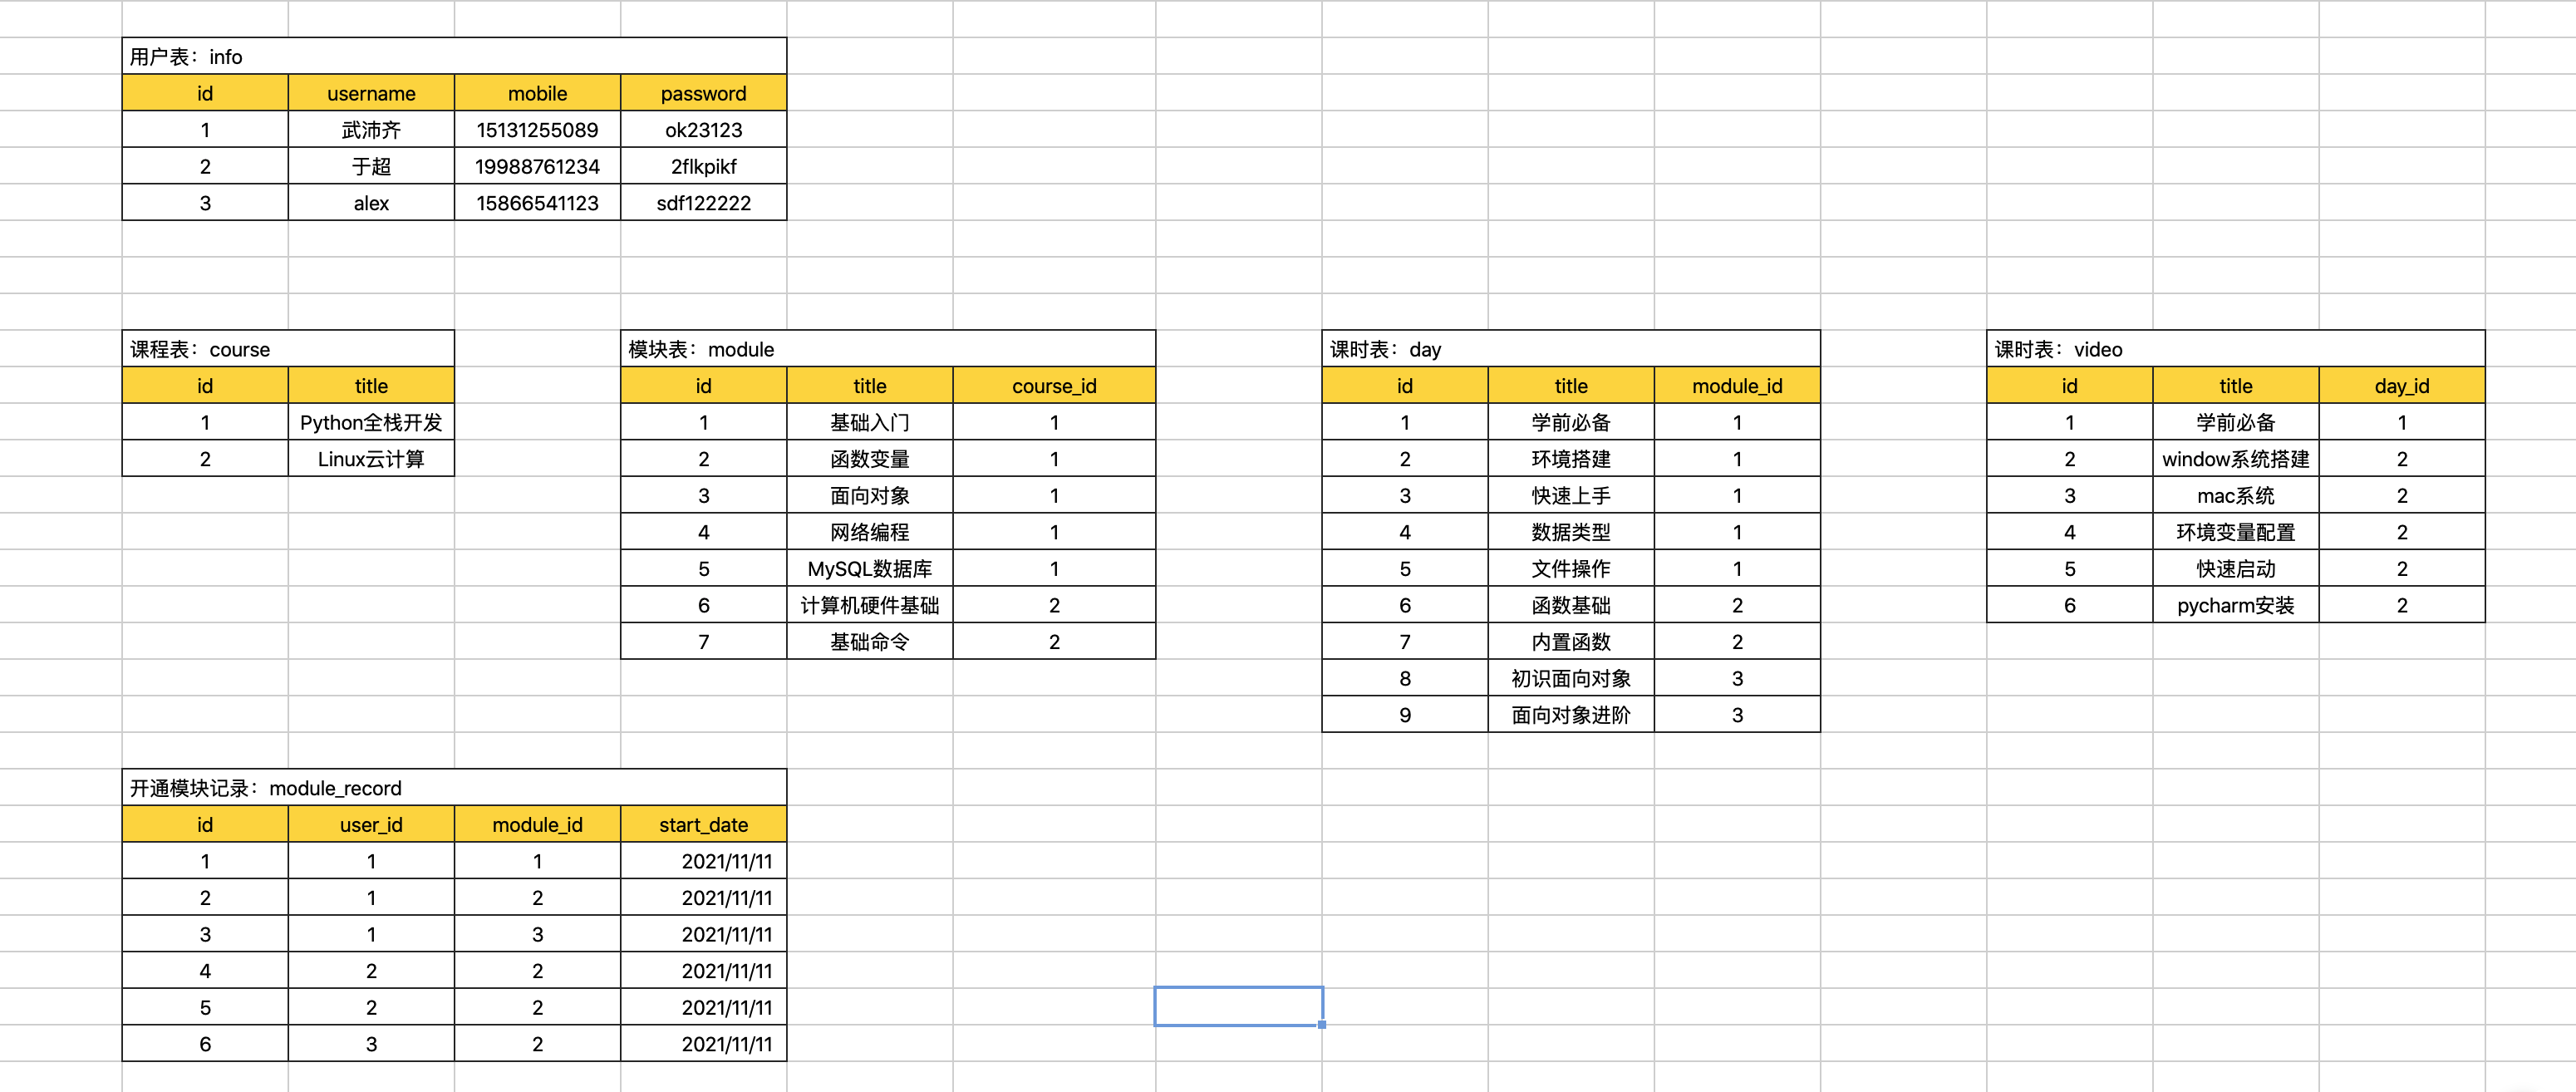 用户表：info
id username mobile password
1 武沛齐 15131255089 ok23123
2 于超 19988761234 2flkpikf
3 alex 15866541123 sdf122222
课程表：course
id title
1 Python全栈开发
2 Linux云计算
模块表：module
id title course_id
1 基础入门 1
2 函数变量 1
3 面向对象 1
4 网络编程 1
5 MySQL数据库 1
6 计算机硬件基础 2
7 基础命令 2
课时表：day
id title module_id
1 学前必备 1
2 环境搭建 1
3 快速上手 1
4 数据类型 1
5 文件操作 1
6 函数基础 2
7 内置函数 2
8 初识面向对象 3
9 面向对象进阶 3
课时表：video
id title day_id
1 学前必备 1
2 window系统搭建 2
3 mac系统 2
4 环境变量配置 2
5 快速启动 2
6 pycharm安装 2
开通模块记录：module_record
id user_id module_id start_date
1 1 1 2021/11/11
2 1 2 2021/11/11
3 1 3 2021/11/11
4 2 2 2021/11/11
5 2 2 2021/11/11
6 3 2 2021/11/11